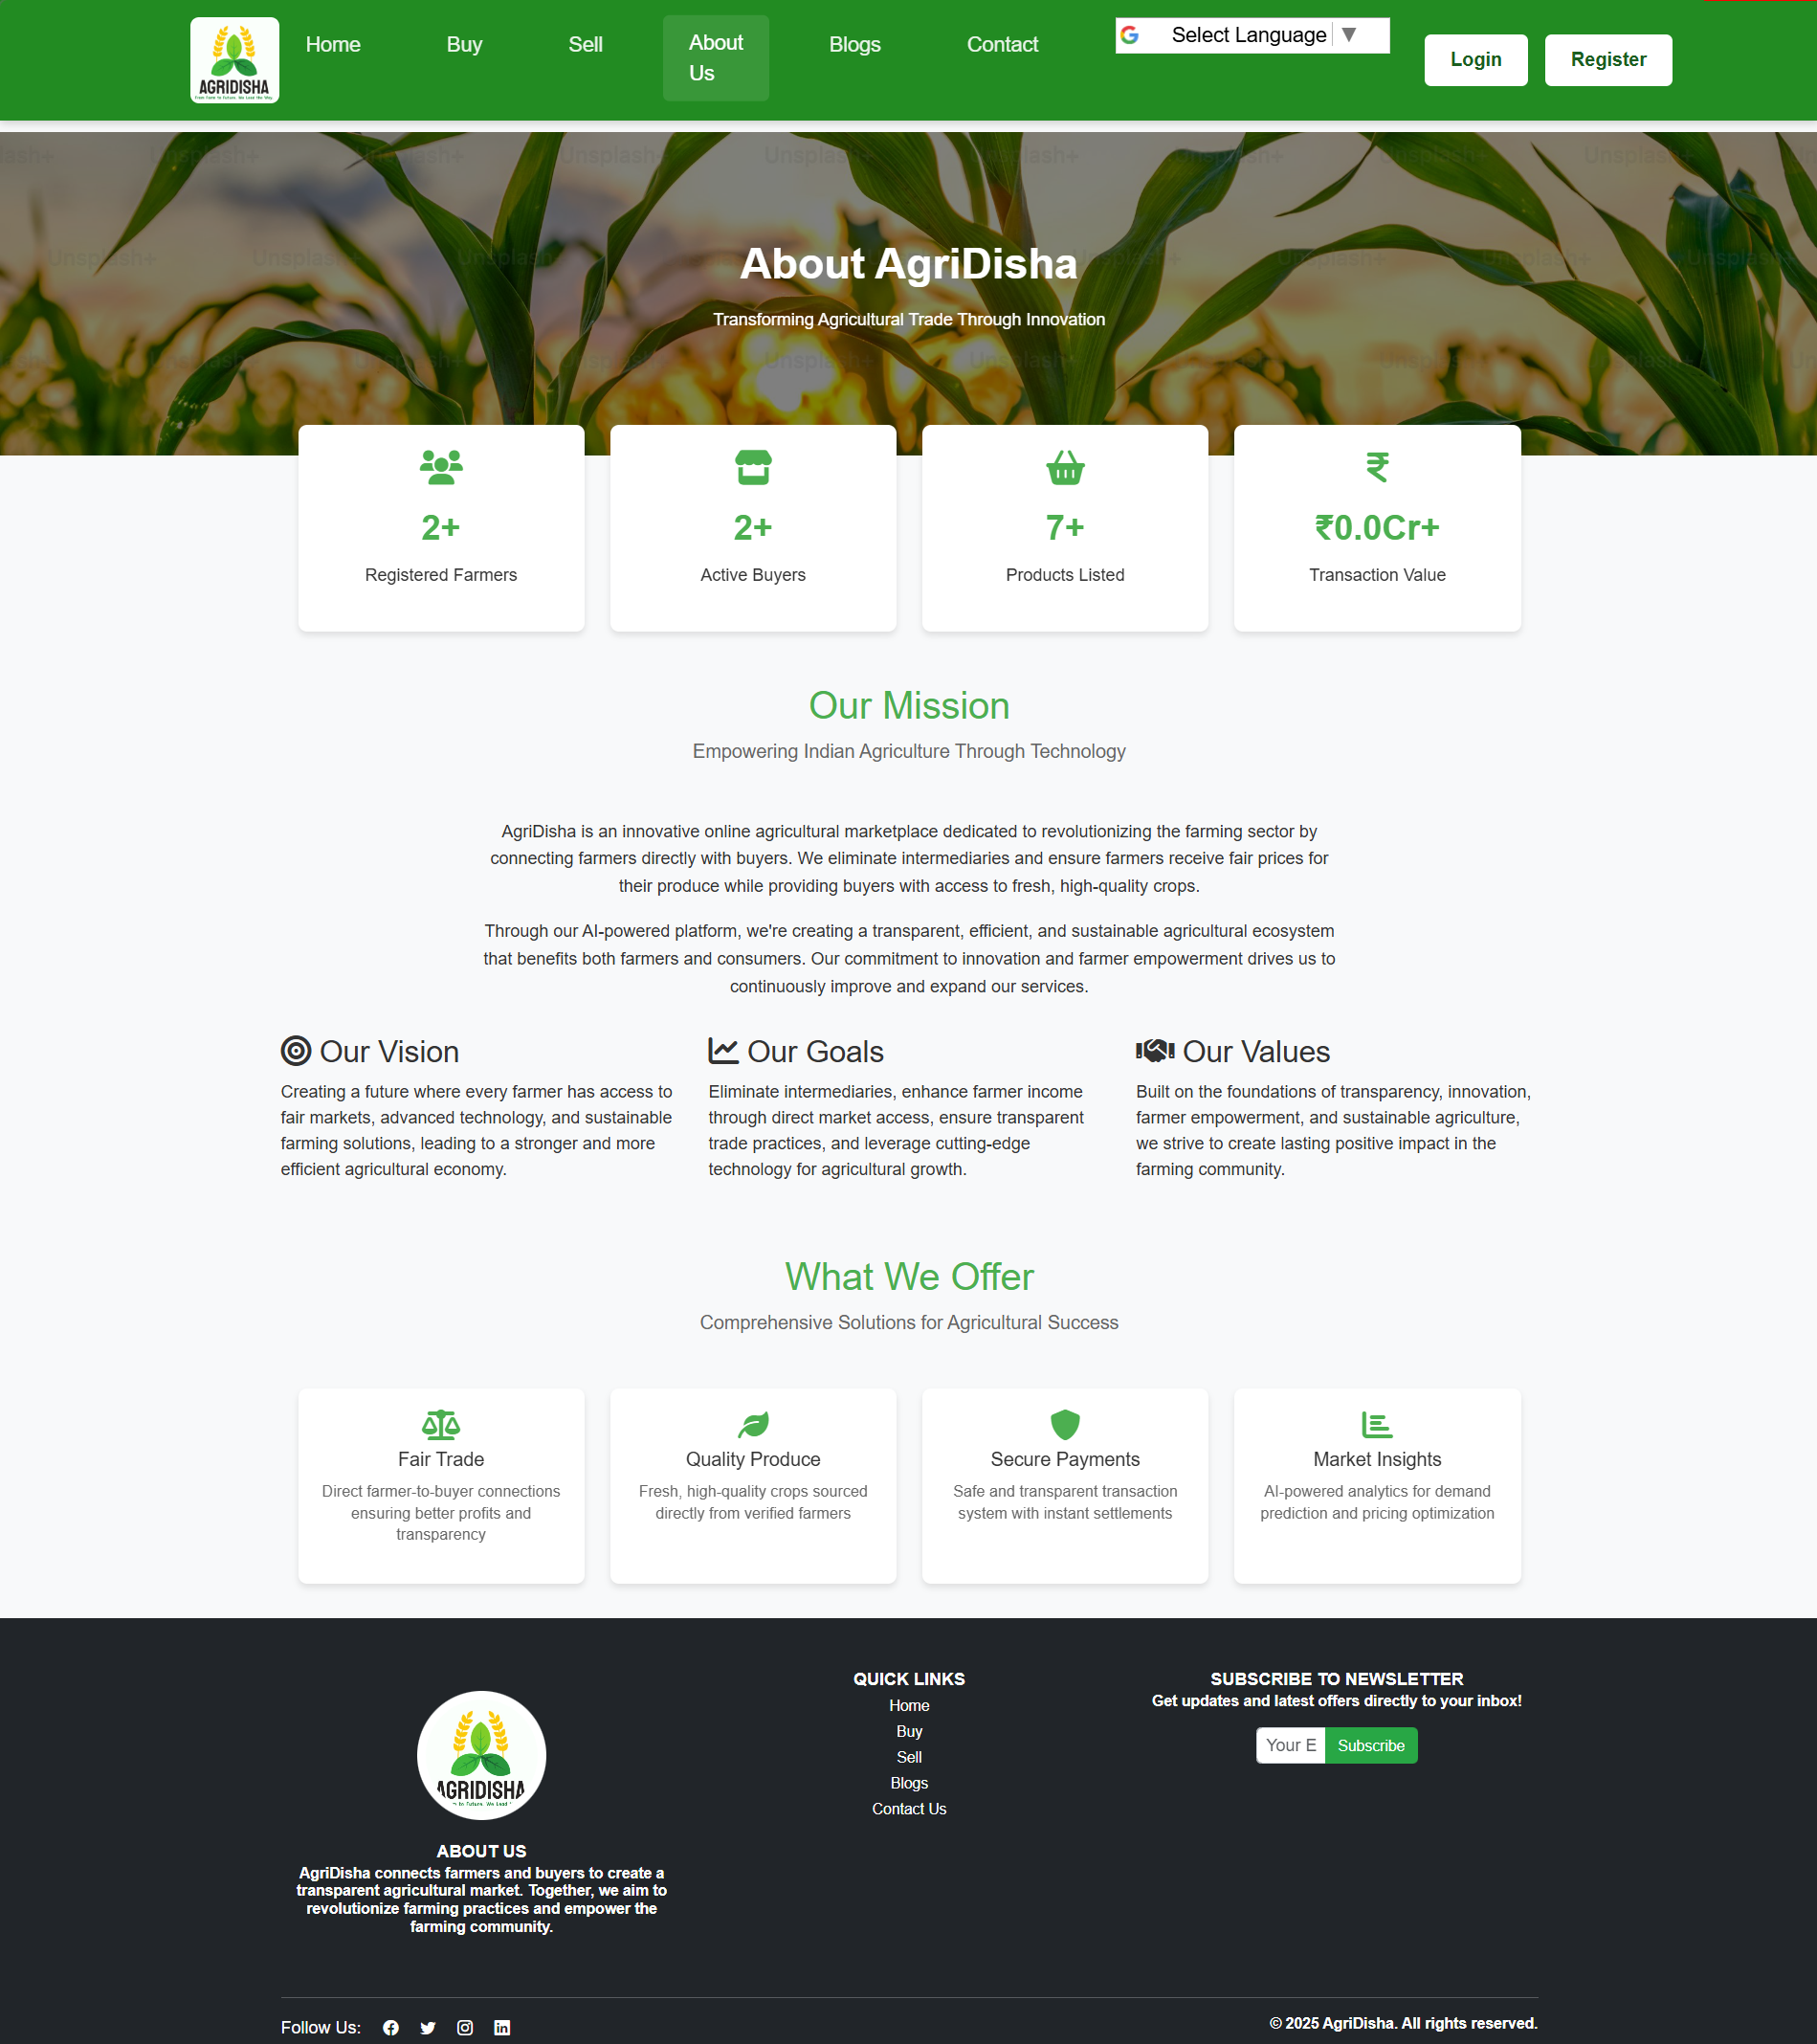 AGRIDISHA
From Farm to Future, We Lead the Way
Home
Buy
Sell
About
Us
Blogs
Contact
Select Language ▼
Login
Register
Unsplash+
About AgriDisha
Transforming Agricultural Trade Through Innovation
2+
Registered Farmers
2+
Active Buyers
7+
Products Listed
₹0.0Cr+
Transaction Value
Our Mission
Empowering Indian Agriculture Through Technology
AgriDisha is an innovative online agricultural marketplace dedicated to revolutionizing the farming sector by
connecting farmers directly with buyers. We eliminate intermediaries and ensure farmers receive fair prices for
their produce while providing buyers with access to fresh, high-quality crops.
Through our AI-powered platform, we're creating a transparent, efficient, and sustainable agricultural ecosystem
that benefits both farmers and consumers. Our commitment to innovation and farmer empowerment drives us to
continuously improve and expand our services.
Our Vision
Creating a future where every farmer has access to
fair markets, advanced technology, and sustainable
farming solutions, leading to a stronger and more
efficient agricultural economy.
Our Goals
Eliminate intermediaries, enhance farmer income
through direct market access, ensure transparent
trade practices, and leverage cutting-edge
technology for agricultural growth.
Our Values
Built on the foundations of transparency, innovation,
farmer empowerment, and sustainable agriculture,
we strive to create lasting positive impact in the
farming community.
What We Offer
Comprehensive Solutions for Agricultural Success
Fair Trade
Direct farmer-to-buyer connections
ensuring better profits and
transparency
Quality Produce
Fresh, high-quality crops sourced
directly from verified farmers
Secure Payments
Safe and transparent transaction
system with instant settlements
Market Insights
AI-powered analytics for demand
prediction and pricing optimization
AGRIDISHA
to Future, We Lead
ABOUT US
AgriDisha connects farmers and buyers to create a
transparent agricultural market. Together, we aim to
revolutionize farming practices and empower the
farming community.
QUICK LINKS
Home
Buy
Sell
Blogs
Contact Us
SUBSCRIBE TO NEWSLETTER
Get updates and latest offers directly to your inbox!
Your E
Subscribe
Follow Us:
© 2025 AgriDisha. All rights reserved.